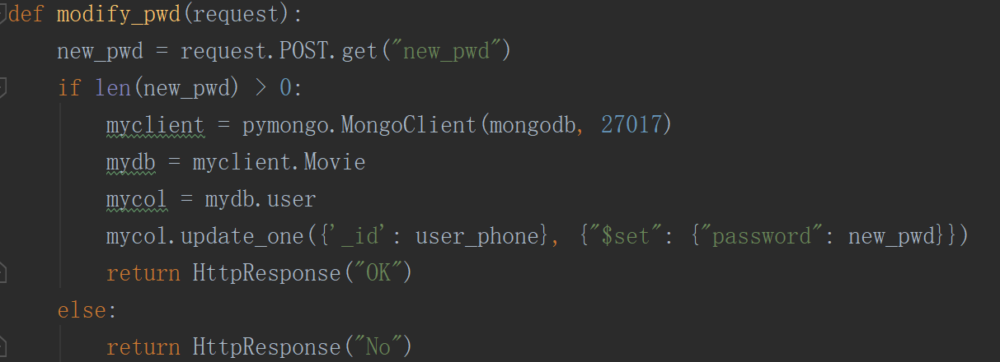 def modify_pwd(request):
    new_pwd = request.POST.get("new_pwd")
    if len(new_pwd) > 0:
        myclient = pymongo.MongoClient(mongodb, 27017)
        mydb = myclient.Movie
        mycol = mydb.user
        mycol.update_one({'_id': user_phone}, {"$set": {"password": new_pwd}})
        return HttpResponse("OK")
    else:
        return HttpResponse("No")